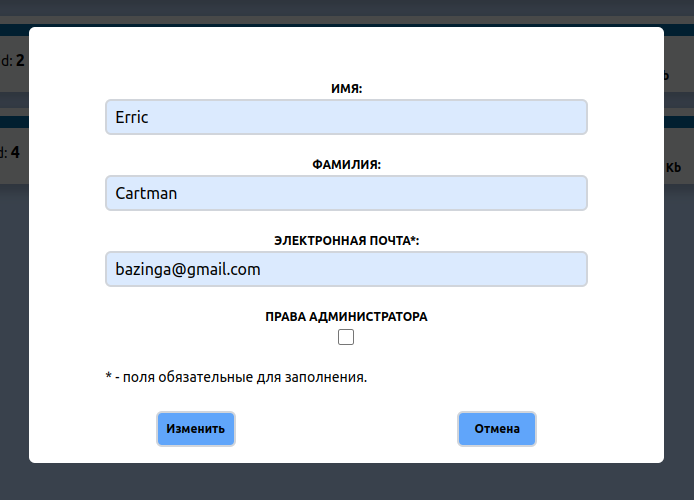 d: 2
ИМЯ:
Erric
ФАМИЛИЯ:
Cartman
d: 4
Kb
ЭЛЕКТРОННАЯ ПОЧТА*:
bazinga@gmail.com
ПРАВА АДМИНИСТРАТОРА
* - поля обязательные для заполнения.
Изменить
Отмена